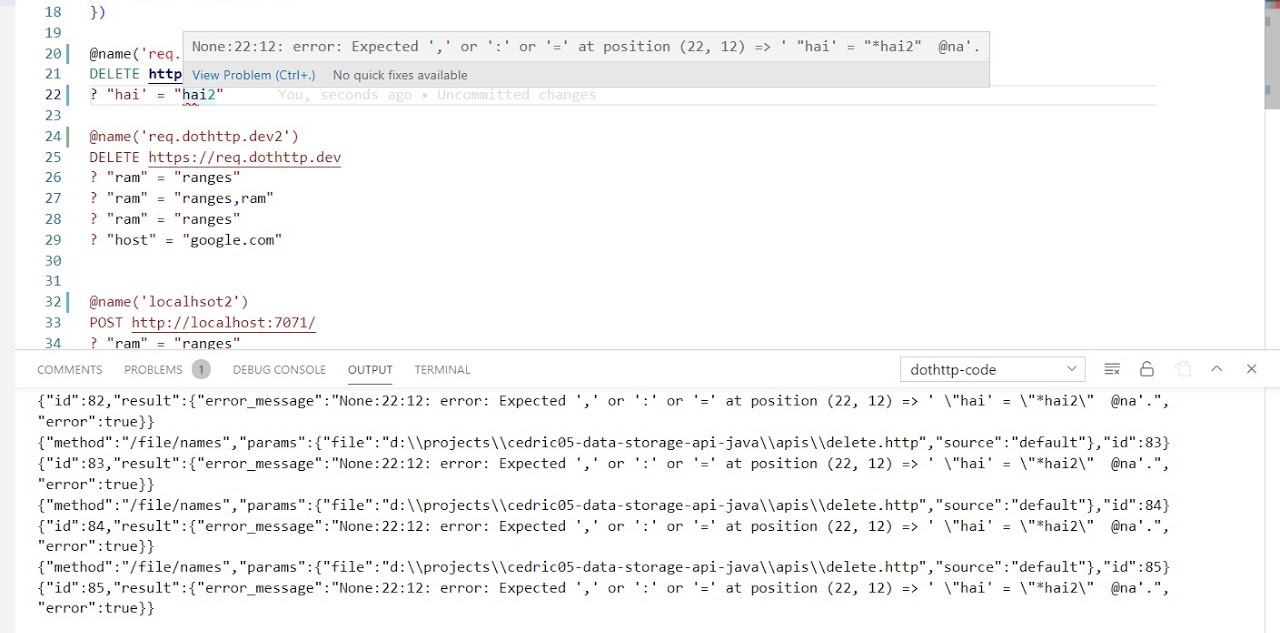 18 })
19
20 @name('req.
None:22:12: error: Expected ',' or ':' or '=' at position (22, 12) => ' "hai' = "*hai2"  @na'.
21 DELETE http
View Problem (Ctrl+.) No quick fixes available
22 ? "hai' = "hai2" You, seconds ago • Uncommitted changes
23
24 @name('req.dothttp.dev2')
25 DELETE https://req.dothttp.dev
26 ? "ram" = "ranges"
27 ? "ram" = "ranges,ram"
28 ? "ram" = "ranges"
29 ? "host" = "google.com"
30
31
32 @name('localhsot2')
33 POST http://localhost:7071/
34 ? "ram" = "ranges"
COMMENTS PROBLEMS 1 DEBUG CONSOLE OUTPUT TERMINAL dothttp-code
{"id":82,"result":{"error_message":"None:22:12: error: Expected ',' or ':' or '=' at position (22, 12) => ' \"hai' = \"*hai2\"  @na'.",
"error":true}}
{"method":"/file/names","params":{"file":"d:\\projects\\cedric05-data-storage-api-java\\apis\\delete.http","source":"default"},"id":83}
{"id":83,"result":{"error_message":"None:22:12: error: Expected ',' or ':' or '=' at position (22, 12) => ' \"hai' = \"*hai2\"  @na'.",
"error":true}}
{"method":"/file/names","params":{"file":"d:\\projects\\cedric05-data-storage-api-java\\apis\\delete.http","source":"default"},"id":84}
{"id":84,"result":{"error_message":"None:22:12: error: Expected ',' or ':' or '=' at position (22, 12) => ' \"hai' = \"*hai2\"  @na'.",
"error":true}}
{"method":"/file/names","params":{"file":"d:\\projects\\cedric05-data-storage-api-java\\apis\\delete.http","source":"default"},"id":85}
{"id":85,"result":{"error_message":"None:22:12: error: Expected ',' or ':' or '=' at position (22, 12) => ' \"hai' = \"*hai2\"  @na'.",
"error":true}}